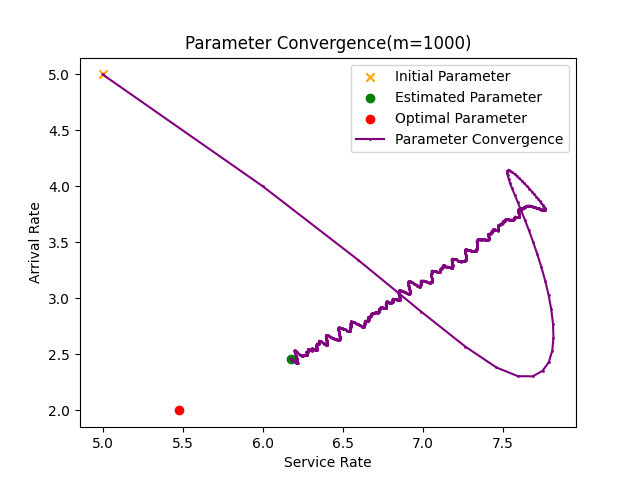 Parameter Convergence(m=1000)
Initial Parameter
Estimated Parameter
Optimal Parameter
Parameter Convergence
Arrival Rate
5.0
4.5
4.0
3.5
3.0
2.5
2.0
5.0 5.5 6.0 6.5 7.0 7.5
Service Rate